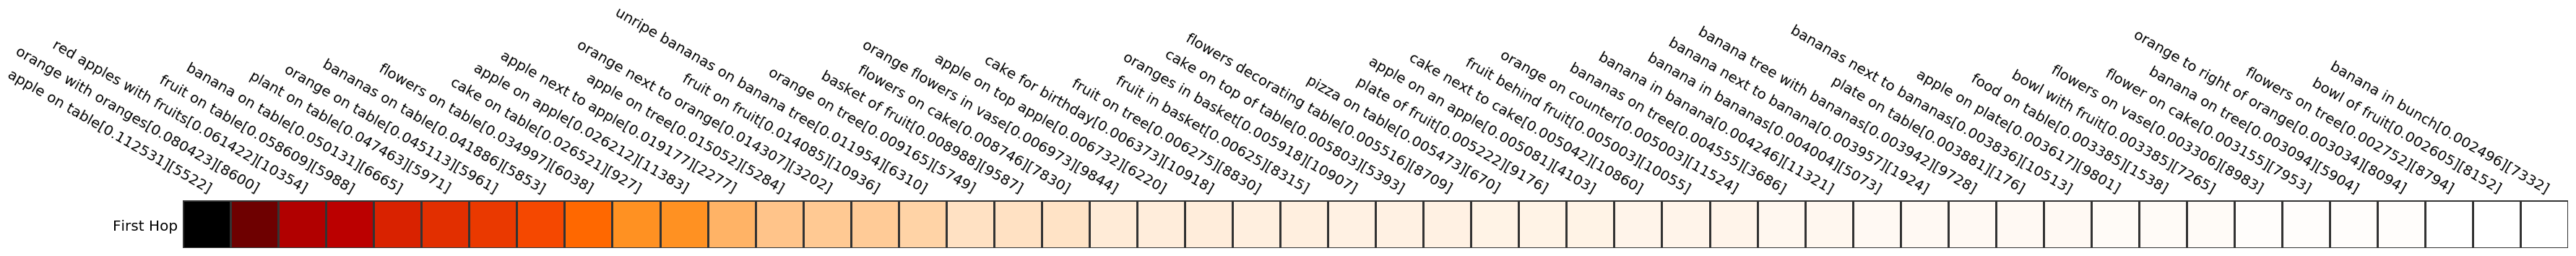 apple on table[0.112531][5522]
orange with oranges[0.080423][8600]
red apples with fruits[0.061422][10354]
fruit on table[0.058609][5988]
banana on table[0.050131][6665]
plant on table[0.047463][5971]
orange on table[0.045113][5961]
bananas on table[0.041886][5853]
flowers on table[0.034997][6038]
cake on table[0.026521][927]
apple on apple[0.026212][11383]
apple next to apple[0.019177][2277]
apple on tree[0.015052][5284]
orange next to orange[0.014307][3202]
fruit on fruit[0.014085][10936]
unripe bananas on banana tree[0.011954][6310]
orange on tree[0.009165][5749]
basket of fruit[0.008988][9587]
flowers on cake[0.008746][7830]
orange flowers in vase[0.006973][9844]
apple on top apple[0.006732][6220]
cake for birthday[0.006373][10918]
fruit on tree[0.006275][8830]
fruit in basket[0.00625][8315]
oranges in basket[0.005918][10907]
cake on top of table[0.005803][5393]
flowers decorating table[0.005516][8709]
pizza on table[0.005473][670]
plate of fruit[0.005222][9176]
apple on an apple[0.005081][4103]
cake next to cake[0.005042][10860]
fruit behind fruit[0.005003][10055]
orange on counter[0.005003][11524]
bananas on tree[0.004555][3686]
banana in banana[0.004246][11321]
banana in bananas[0.004004][5073]
banana next to banana[0.003957][1924]
banana tree with bananas[0.003942][9728]
plate on table[0.003881][176]
bananas next to bananas[0.003836][10513]
apple on plate[0.003617][9801]
food on table[0.003385][1538]
bowl with fruit[0.003385][7265]
flowers on vase[0.003306][8983]
flower on cake[0.003155][7953]
banana on tree[0.003094][5904]
orange to right of orange[0.003034][8094]
flowers on tree[0.002752][8794]
bowl of fruit[0.002605][8152]
banana in bunch[0.002496][7332]
First Hop